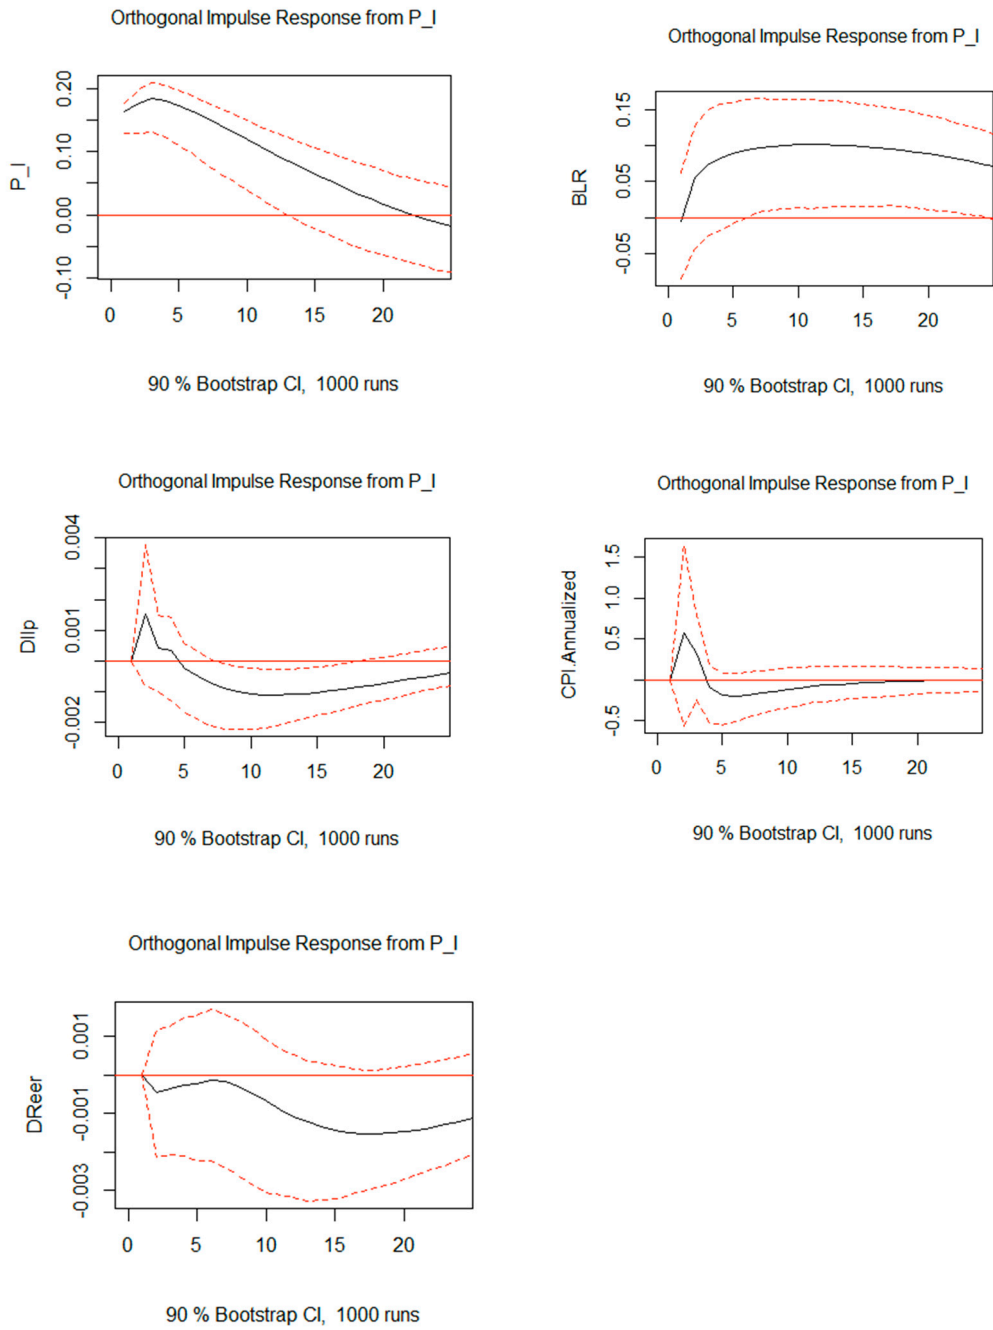 Orthogonal Impulse Response from P_I
P_I
0.20
0.10
0.00
-0.10
0 5 10 15 20
90 % Bootstrap CI, 1000 runs
Orthogonal Impulse Response from P_I
BLR
0.15
0.05
-0.05
0 5 10 15 20
90 % Bootstrap CI, 1000 runs
Orthogonal Impulse Response from P_I
0.004
0.001
-0.002
0 5 10 15 20
90 % Bootstrap CI, 1000 runs
Orthogonal Impulse Response from P_I
CPI.Annualized
1.5
1.0
0.5
-0.5
0 5 10 15 20
90 % Bootstrap CI, 1000 runs
Orthogonal Impulse Response from P_I
DReer
0.001
-0.001
-0.003
0 5 10 15 20
90 % Bootstrap CI, 1000 runs